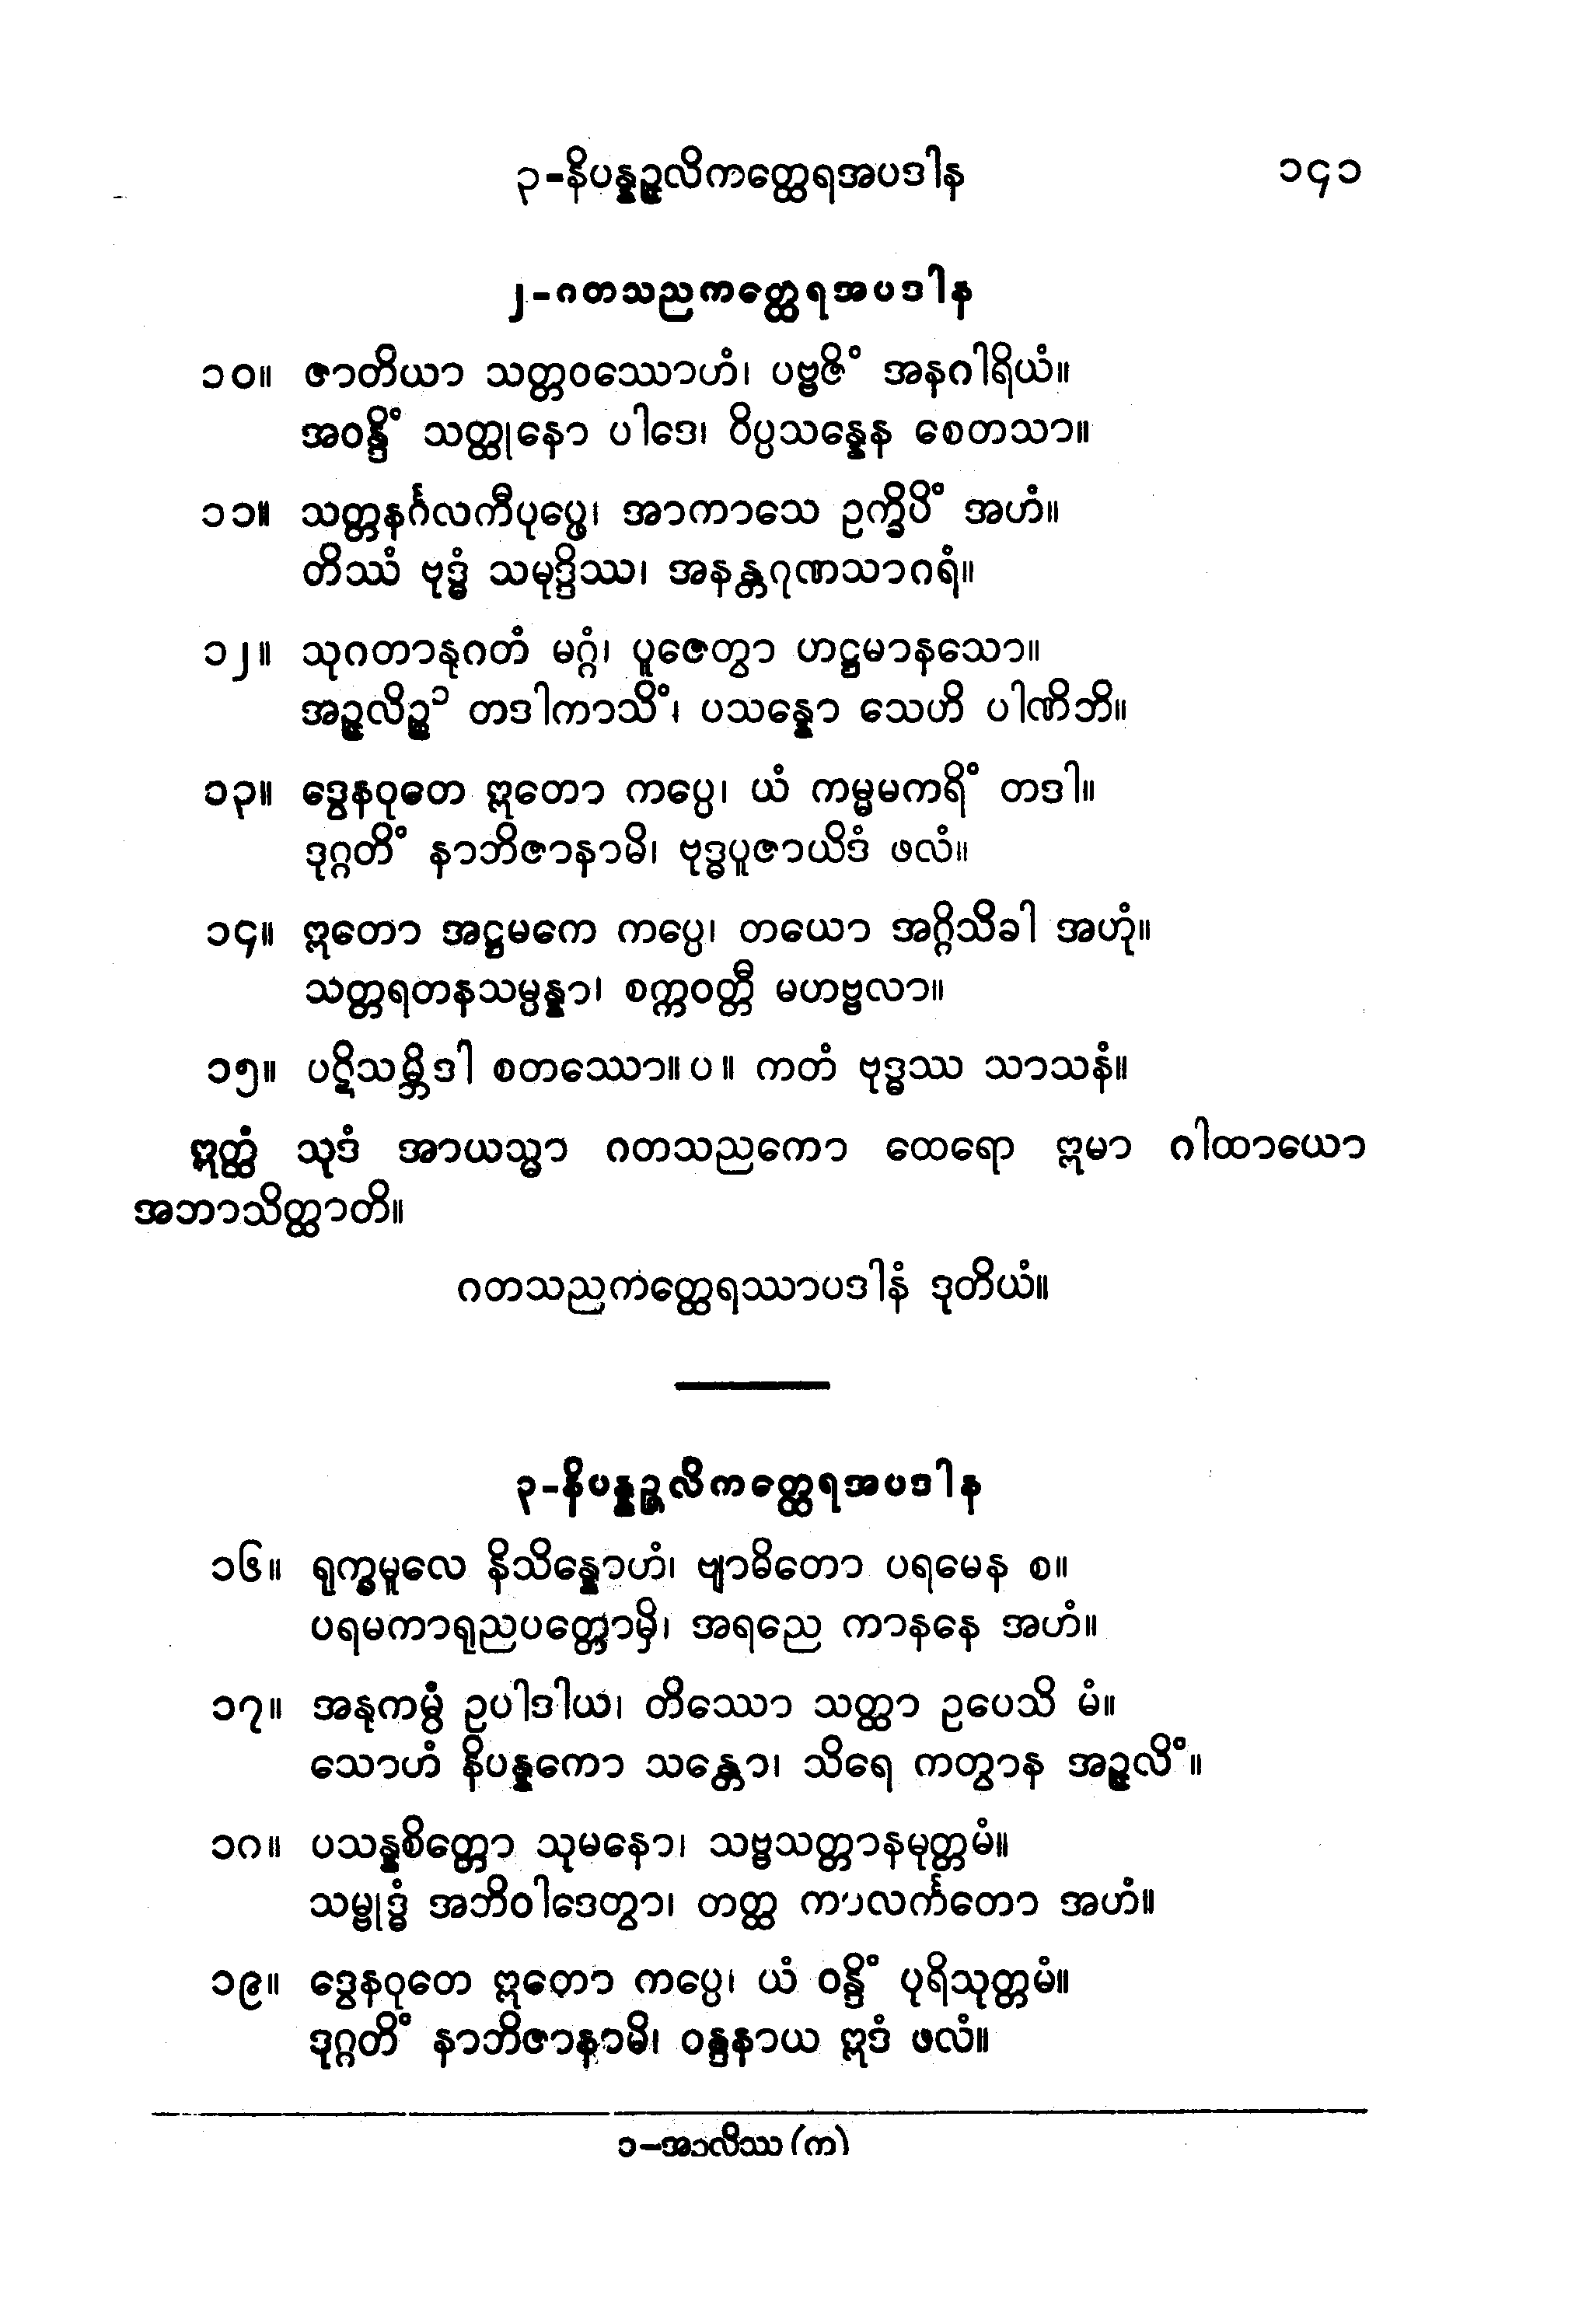 ၃-နိပန္နဉ္ဇလိကတ္ထေရအပဒါန ၁၄၁
၂-ဂတသညကတ္ထေရအပဒါန
၁၀။ ဇာတိယာ သတ္တဝဿောဟံ၊ ပဗ္ဗဇိံ အနဂါရိယံ။
အဝန္ဒိံ သတ္ထုနော ပါဒေ၊ ဝိပ္ပသန္နေန စေတသာ။
၁၁။ သတ္တနင်္ဂလကီပုပ္ဖေ၊ အာကာသေ ဥက္ခိပိံ အဟံ။
တိဿံ ဗုဒ္ဓံ သမုဒ္ဒိဿ၊ အနန္တဂုဏသာဂရံ။
၁၂။ သုဂတာနုဂတံ မဂ္ဂံ၊ ပူဇေတွာ ဟဋ္ဌမာနသော။
အဉ္ဇလိဉ္စ ၁ တဒါကာသိံ၊ ပသန္နော သေဟိ ပါဏိဘိ။
၁၃။ ဒွေနဝုတေ ဣတော ကပ္ပေ၊ ယံ ကမ္မမကရိံ တဒါ။
ဒုဂ္ဂတိံ နာဘိဇာနာမိ၊ ဗုဒ္ဓပူဇာယိဒံ ဖလံ။
၁၄။ ဣတော အဋ္ဌမကေ ကပ္ပေ၊ တယော အဂ္ဂိသိခါ အဟုံ။
သတ္တရတနသမ္ပန္နာ၊ စက္ကဝတ္တီ မဟဗ္ဗလာ။
၁၅။ ပဋိသမ္ဘိဒါ စတဿော။ပ။ ကတံ ဗုဒ္ဓဿ သာသနံ။
ဣတ္ထံ သုဒံ အာယသ္မာ ဂတသညကော ထေရော ဣမာ ဂါထာယော
အဘာသိတ္ထာတိ။
ဂတသညကတ္ထေရဿာပဒါနံ ဒုတိယံ။
၃-နိပန္နဉ္ဇလိကတ္ထေရအပဒါန
၁၆။ ရုက္ခမူလေ နိသိန္နောဟံ၊ ဗျာဓိတော ပရမေန စ။
ပရမကာရုညပတ္တောမှိ၊ အရညေ ကာနနေ အဟံ။
၁၇။ အနုကမ္ပံ ဥပါဒါယ၊ တိဿော သတ္ထာ ဥပေသိ မံ။
သောဟံ နိပန္နကော သန္တော၊ သိရေ ကတွာန အဉ္ဇလိံ။
၁၈။ ပသန္နစိတ္တော သုမနော၊ သဗ္ဗသတ္တာနမုတ္တမံ။
သမ္ဗုဒ္ဓံ အဘိဝါဒေတွာ၊ တတ္ထ ကာလင်္ကတော အဟံ။
၁၉။ ဒွေနဝုတေ ဣတော ကပ္ပေ၊ ယံ ဝန္ဒိံ ပုရိသုတ္တမံ။
ဒုဂ္ဂတိံ နာဘိဇာနာမိ၊ ဝန္ဒနာယ ဣဒံ ဖလံ။
၁–အာလိဿ (က)